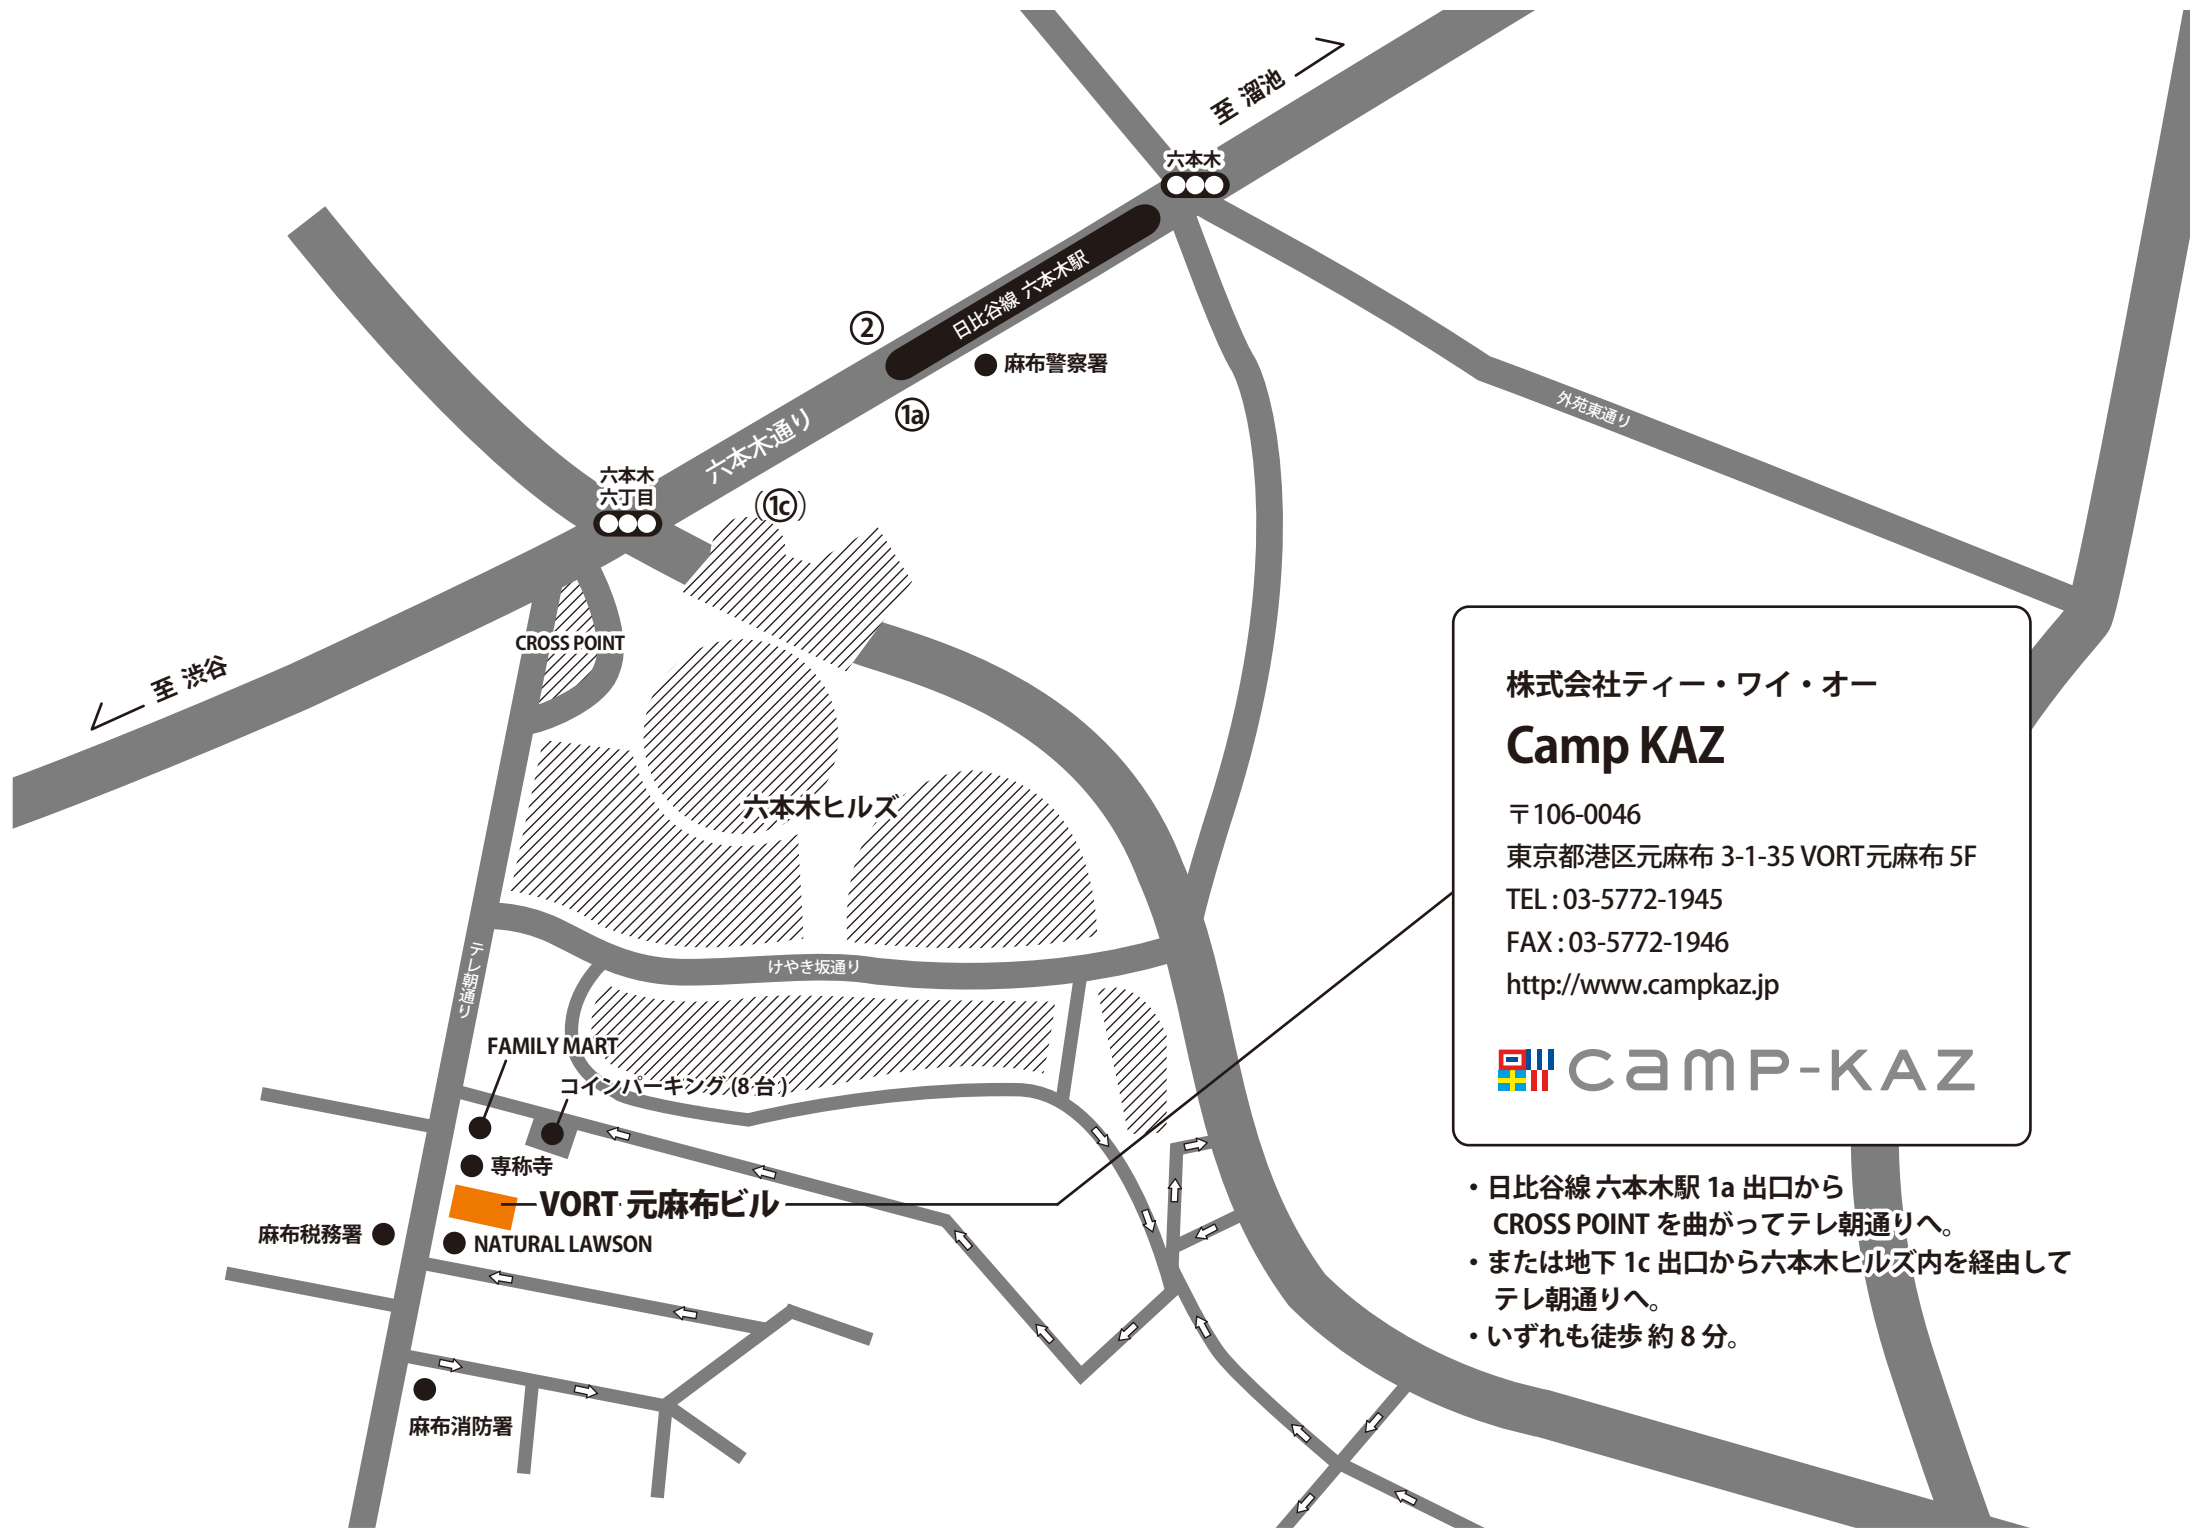 至 溜池
六本木
日比谷線 六本木駅
②
麻布警察署
1a
外苑東通り
六本木通り
六本木
六丁目
(1c)
CROSS POINT
至 渋谷
六本木ヒルズ
けやき坂通り
テレ朝通り
FAMILY MART
コインパーキング (8 台 )
専称寺
VORT 元麻布ビル
麻布税務署
NATURAL LAWSON
麻布消防署
株式会社ティー・ワイ・オー
Camp KAZ
〒106-0046
東京都港区元麻布 3-1-35 VORT元麻布 5F
TEL : 03-5772-1945
FAX : 03-5772-1946
http://www.campkaz.jp
CAMP-KAZ
・日比谷線 六本木駅 1a 出口から
CROSS POINT を曲がってテレ朝通りへ。
・または地下 1c 出口から六本木ヒルズ内を経由して
テレ朝通りへ。
・いずれも徒歩 約 8 分。